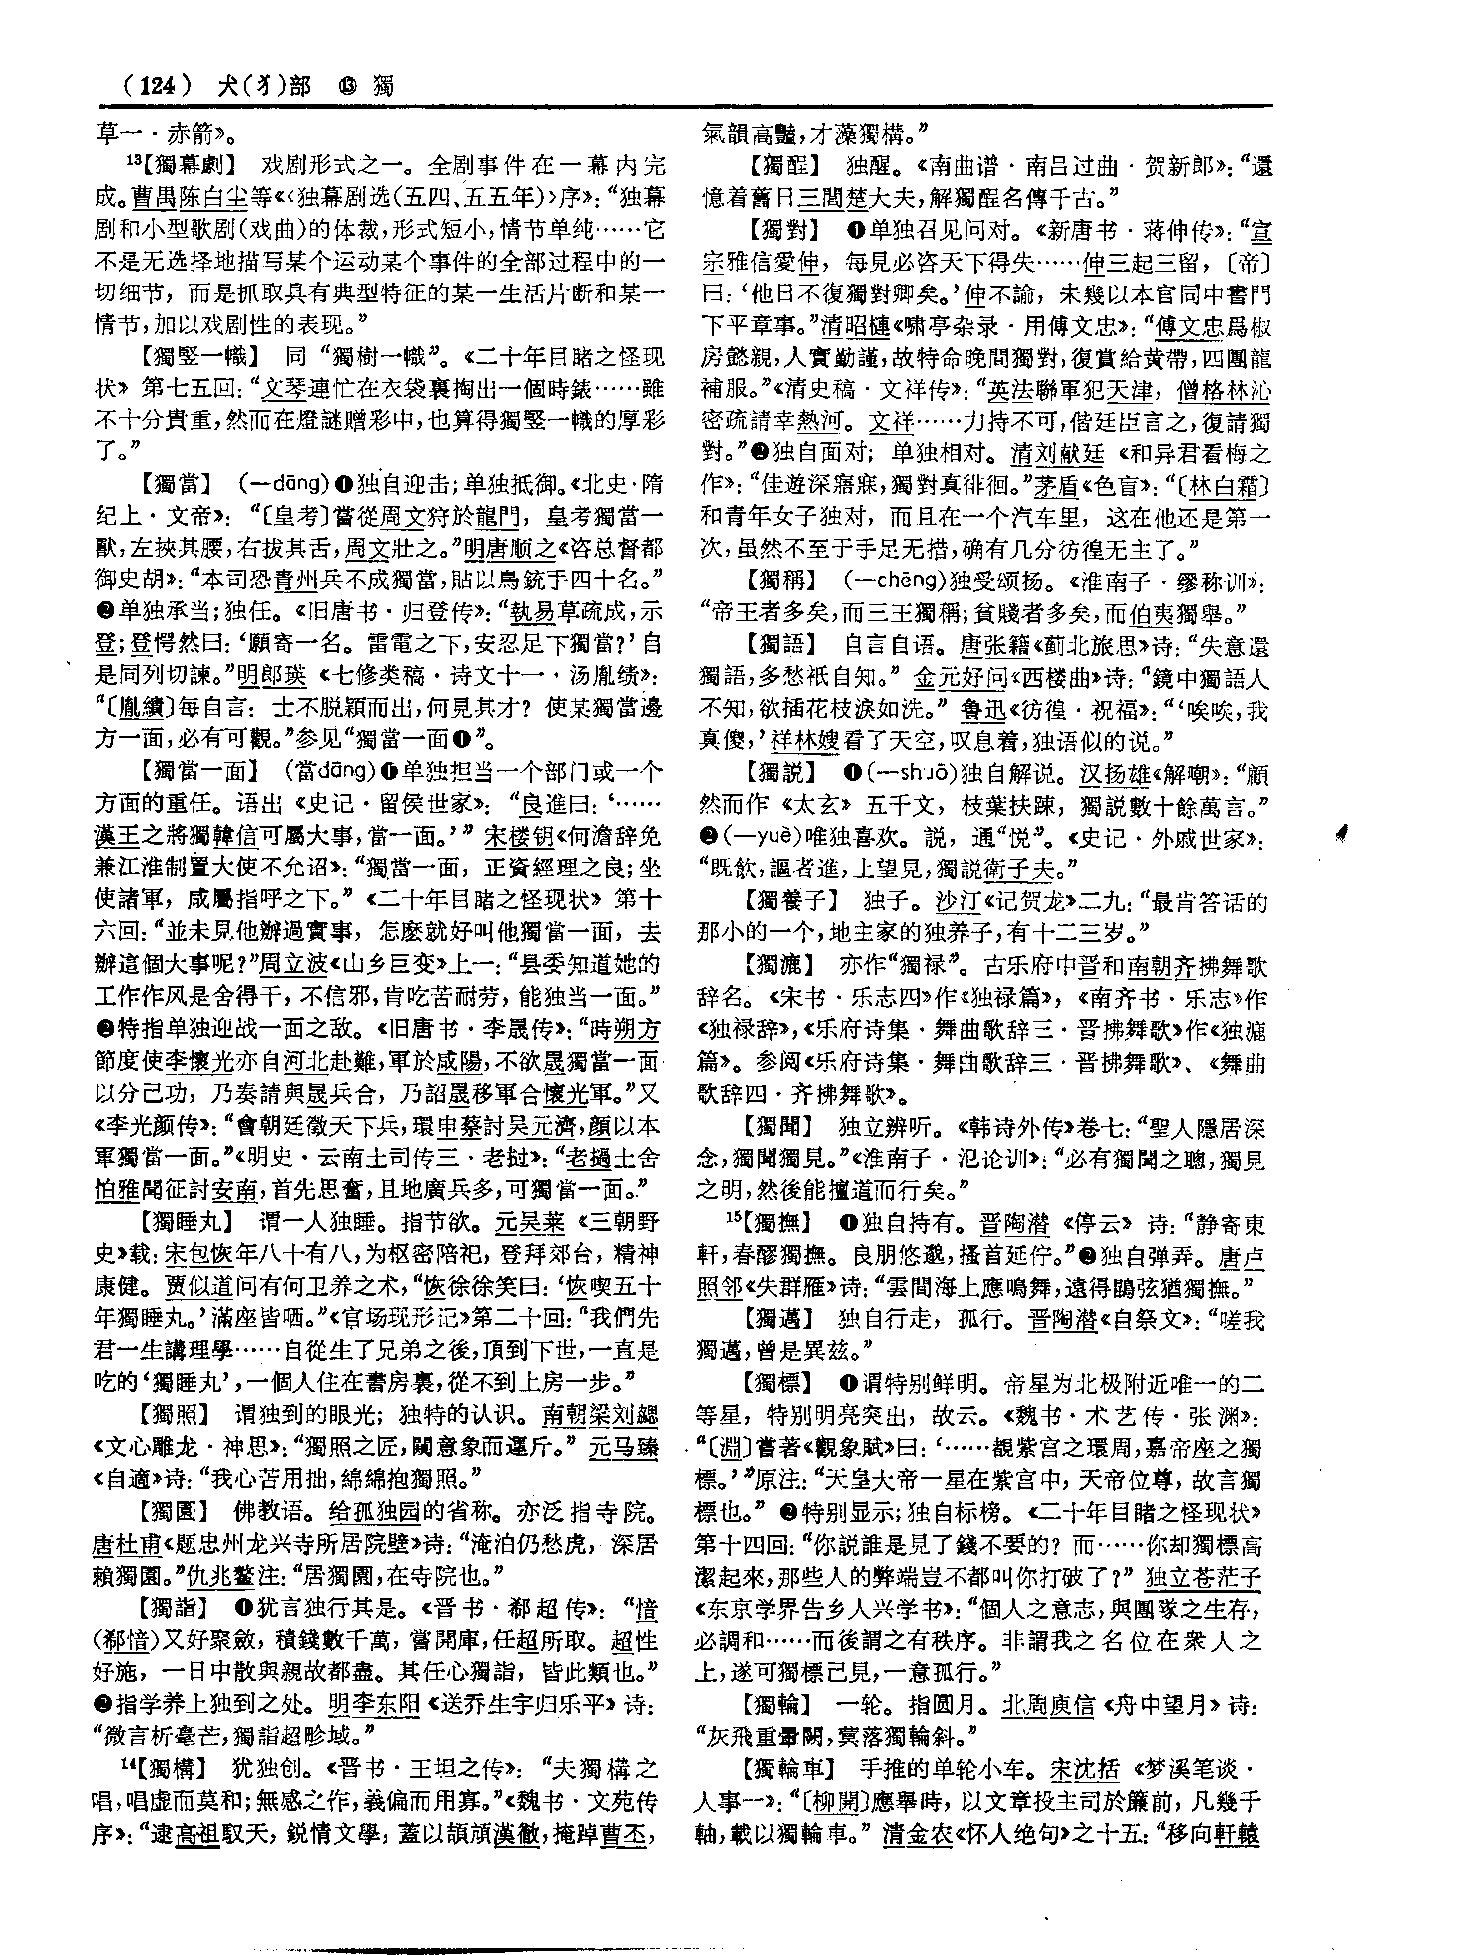 （124） 犬(犭)部 ⑬ 獨
草一·赤箭》。
13【獨幕劇】 戏剧形式之一。全剧事件在一幕内完
成。曹禺陈白尘等《〈独幕剧选(五四、五五年)〉序》：“独幕
剧和小型歌剧(戏曲)的体裁，形式短小，情节单纯……它
不是无选择地描写某个运动某个事件的全部过程中的一
切细节，而是抓取具有典型特征的某一生活片断和某一
情节，加以戏剧性的表现。”
【獨竪一幟】 同“獨樹一幟”。《二十年目睹之怪现
状》第七五回：“文琴連忙在衣袋裏掏出一個時錶……雖
不十分貴重，然而在燈謎贈彩中，也算得獨竪一幟的厚彩
了。”
【獨當】 (一dāng)❶独自迎击；单独抵御。《北史·隋
纪上·文帝》：“〔皇考〕嘗從周文狩於龍門，皇考獨當一
獸，左挾其腰，右拔其舌，周文壯之。”明唐顺之《咨总督都
御史胡》：“本司恐青州兵不成獨當，貼以鳥銃手四十名。”
❷单独承当；独任。《旧唐书·归登传》：“執易草疏成，示
登；登愕然曰：‘願寄一名。雷電之下，安忍足下獨當？’自
是同列切諫。”明郎瑛《七修类稿·诗文十一·汤胤绩》：
“〔胤績〕每自言：士不脱穎而出，何見其才？使某獨當邊
方一面，必有可觀。”参见“獨當一面❶”。
【獨當一面】 (當dāng)❶单独担当一个部门或一个
方面的重任。语出《史记·留侯世家》：“良進曰：‘……
漢王之將獨韓信可屬大事，當一面。’”宋楼钥《何澹辞免
兼江淮制置大使不允诏》：“獨當一面，正資經理之良；坐
使諸軍，咸屬指呼之下。”《二十年目睹之怪现状》第十
六回：“並未見他辦過實事，怎麽就好叫他獨當一面，去
辦這個大事呢？”周立波《山乡巨变》上一：“县委知道她的
工作作风是舍得干，不信邪，肯吃苦耐劳，能独当一面。”
❷特指单独迎战一面之敌。《旧唐书·李晟传》：“時朔方
節度使李懷光亦自河北赴難，軍於咸陽，不欲晟獨當一面
以分己功，乃奏請與晟兵合，乃詔晟移軍合懷光軍。”又
《李光颜传》：“會朝廷徵天下兵，環申蔡討吴元濟，顔以本
軍獨當一面。”《明史·云南土司传三·老挝》：“老撾土舍
怕雅聞征討安南，首先思奮，且地廣兵多，可獨當一面。”
【獨睡丸】 谓一人独睡。指节欲。元吴莱《三朝野
史》载：宋包恢年八十有八，为枢密陪祀，登拜郊台，精神
康健。贾似道问有何卫养之术，“恢徐徐笑曰：‘恢喫五十
年獨睡丸。’滿座皆哂。”《官场现形记》第二十回：“我們先
君一生講理學……自從生了兄弟之後，頂到下世，一直是
吃的‘獨睡丸’，一個人住在書房裏，從不到上房一步。”
【獨照】 谓独到的眼光；独特的认识。南朝梁刘勰
《文心雕龙·神思》：“獨照之匠，闚意象而運斤。”元马臻
《自適》诗：“我心苦用拙，綿綿抱獨照。”
【獨園】 佛教语。给孤独园的省称。亦泛指寺院。
唐杜甫《题忠州龙兴寺所居院壁》诗：“淹泊仍愁虎，深居
賴獨園。”仇兆鳌注：“居獨園，在寺院也。”
【獨詣】 ❶犹言独行其是。《晋书·郗超传》：“愔
(郗愔)又好聚斂，積錢數千萬，嘗開庫，任超所取。超性
好施，一日中散與親故都盡。其任心獨詣，皆此類也。”
❷指学养上独到之处。明李东阳《送乔生宇归乐平》诗：
“微言析毫芒，獨詣超畛域。”
14【獨構】 犹独创。《晋书·王坦之传》：“夫獨構之
唱，唱虚而莫和；無感之作，義偏而用寡。”《魏书·文苑传
序》：“逮高祖馭天，鋭情文學，蓋以頡頏漢徹，掩踔曹丕，
氣韻高豔，才藻獨構。”
【獨酲】 独醒。《南曲谱·南吕过曲·贺新郎》：“還
憶着舊日三閭楚大夫，解獨酲名傳千古。”
【獨對】 ❶单独召见问对。《新唐书·蒋伸传》：“宣
宗雅信愛伸，每見必咨天下得失……伸三起三留，〔帝〕
曰：‘他日不復獨對卿矣。’伸不諭，未幾以本官同中書門
下平章事。”清昭槤《啸亭杂录·用傅文忠》：“傅文忠爲椒
房懿親，人實勤謹，故特命晚間獨對，復賞給黄帶，四團龍
補服。”《清史稿·文祥传》：“英法聯軍犯天津，僧格林沁
密疏請幸熱河。文祥……力持不可，偕廷臣言之，復請獨
對。”❷独自面对；单独相对。清刘献廷《和异君看梅之
作》：“佳遊深寤寐，獨對真徘徊。”茅盾《色盲》：“〔林白霜〕
和青年女子独对，而且在一个汽车里，这在他还是第一
次，虽然不至于手足无措，确有几分彷徨无主了。”
【獨稱】 (一chēng)独受颂扬。《淮南子·缪称训》：
“帝王者多矣，而三王獨稱；貧賤者多矣，而伯夷獨舉。”
【獨語】 自言自语。唐张籍《蓟北旅思》诗：“失意還
獨語，多愁祇自知。”金元好问《西楼曲》诗：“鏡中獨語人
不知，欲插花枝淚如洗。”鲁迅《彷徨·祝福》：“‘唉唉，我
真傻，’祥林嫂看了天空，叹息着，独语似的说。”
【獨説】 ❶(一shuō)独自解说。汉扬雄《解嘲》：“顧
然而作《太玄》五千文，枝葉扶踈，獨説數十餘萬言。”
❷(一yuè)唯独喜欢。説，通“悦”。《史记·外戚世家》：
“既飲，謳者進，上望見，獨説衛子夫。”
【獨養子】 独子。沙汀《记贺龙》二九：“最肯答话的
那小的一个，地主家的独养子，有十二三岁。”
【獨漉】 亦作“獨禄”。古乐府中晋和南朝齐拂舞歌
辞名。《宋书·乐志四》作《独禄篇》，《南齐书·乐志》作
《独禄辞》，《乐府诗集·舞曲歌辞三·晋拂舞歌》作《独漉
篇》。参阅《乐府诗集·舞曲歌辞三·晋拂舞歌》、《舞曲
歌辞四·齐拂舞歌》。
【獨聞】 独立辨听。《韩诗外传》卷七：“聖人隱居深
念，獨聞獨見。”《淮南子·氾论训》：“必有獨聞之聰，獨見
之明，然後能擅道而行矣。”
15【獨撫】 ❶独自持有。晋陶潜《停云》诗：“静寄東
軒，春醪獨撫。良朋悠邈，搔首延佇。”❷独自弹弄。唐卢
照邻《失群雁》诗：“雲間海上應鳴舞，遠得鵾弦猶獨撫。”
【獨邁】 独自行走，孤行。晋陶潜《自祭文》：“嗟我
獨邁，曾是異兹。”
【獨標】 ❶谓特别鲜明。帝星为北极附近唯一的二
等星，特别明亮突出，故云。《魏书·术艺传·张渊》：
“〔淵〕嘗著《觀象賦》曰：‘……覩紫宫之環周，嘉帝座之獨
標。’”原注：“天皇大帝一星在紫宫中，天帝位尊，故言獨
標也。”❷特别显示；独自标榜。《二十年目睹之怪现状》
第十四回：“你説誰是見了錢不要的？而……你却獨標高
潔起來，那些人的弊端豈不都叫你打破了？”独立苍茫子
《东京学界告乡人兴学书》：“個人之意志，與團隊之生存，
必調和……而後謂之有秩序。非謂我之名位在衆人之
上，遂可獨標己見，一意孤行。”
【獨輪】 一轮。指圆月。北周庾信《舟中望月》诗：
“灰飛重暈闕，蓂落獨輪斜。”
【獨輪車】 手推的单轮小车。宋沈括《梦溪笔谈·
人事一》：“〔柳開〕應舉時，以文章投主司於簾前，凡幾千
軸，載以獨輪車。”清金农《怀人绝句》之十五：“移向軒轅